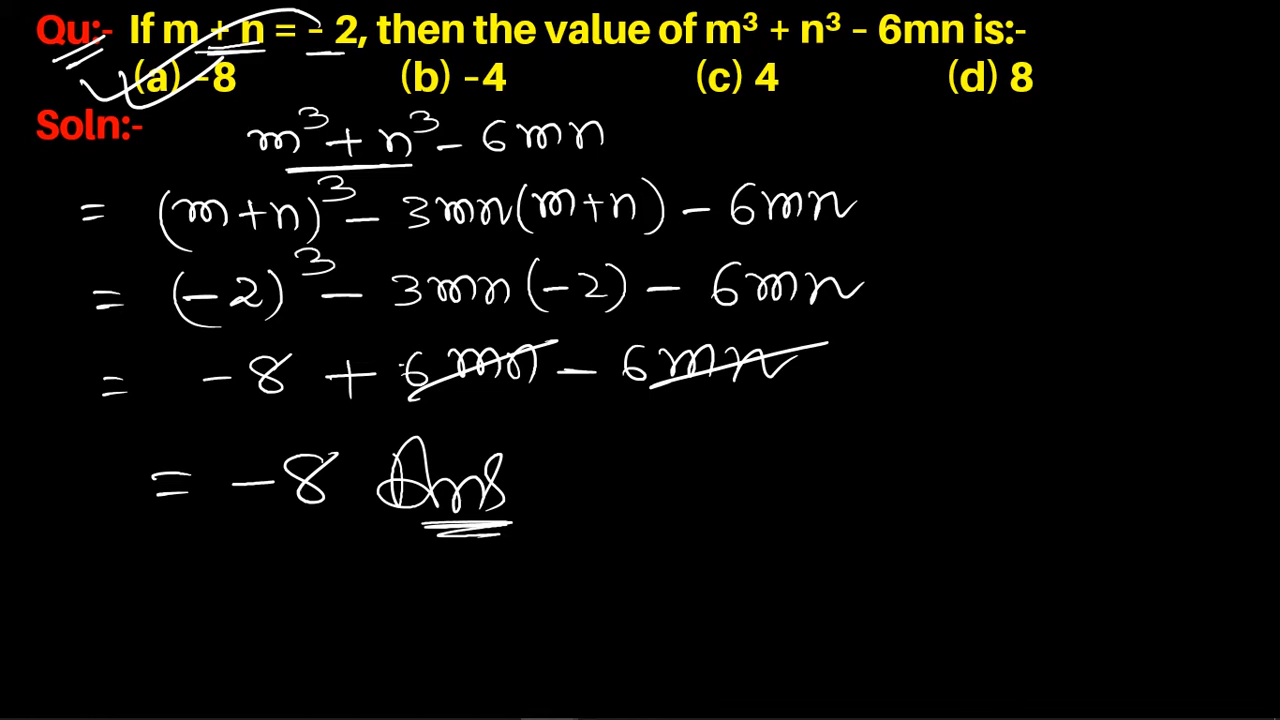 Qu:- If m + n = - 2, then the value of m³ + n³ - 6mn is:-
(a) -8 (b) -4 (c) 4 (d) 8
Soln:-
m³ + n³ - 6mn
= (m+n)³ - 3mn(m+n) - 6mn
= (-2)³ - 3mn(-2) - 6mn
= -8 + 6mn - 6mn
= -8 Ans